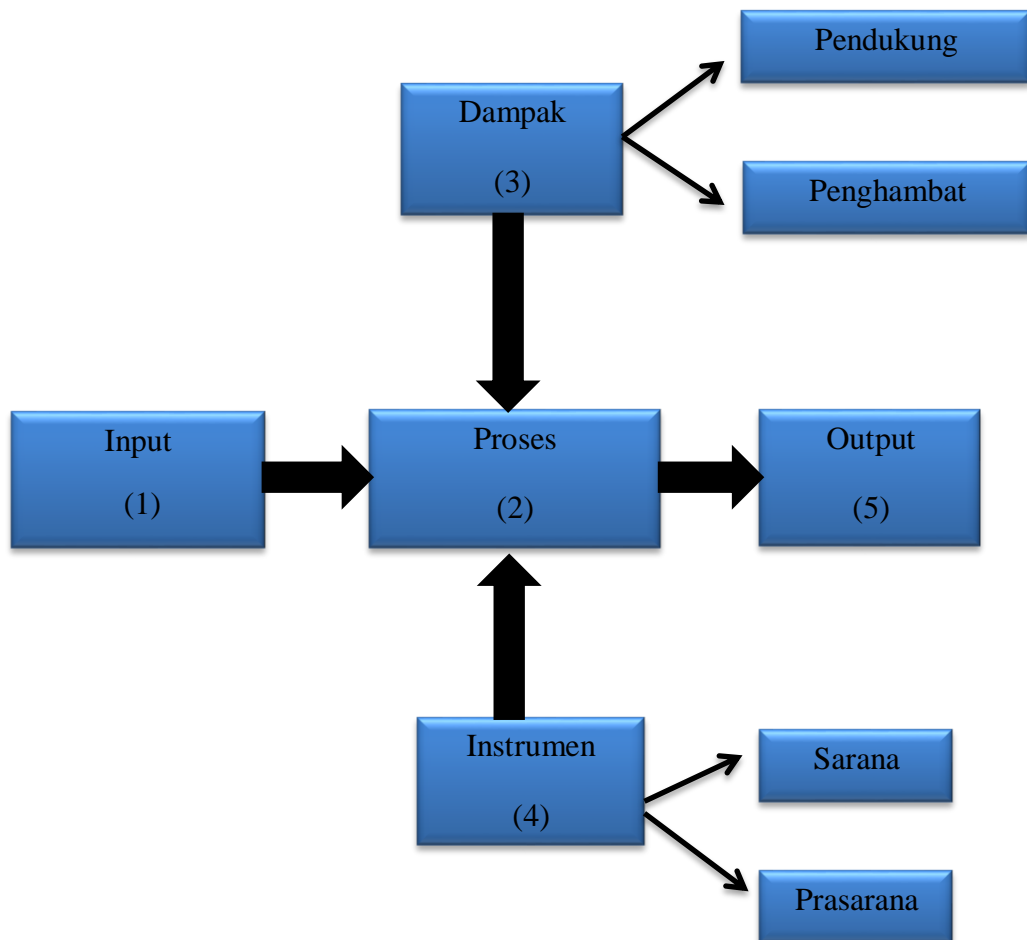 Pendukung
Dampak
(3)
Penghambat
Input
(1)
Proses
(2)
Output
(5)
Instrumen
(4)
Sarana
Prasarana